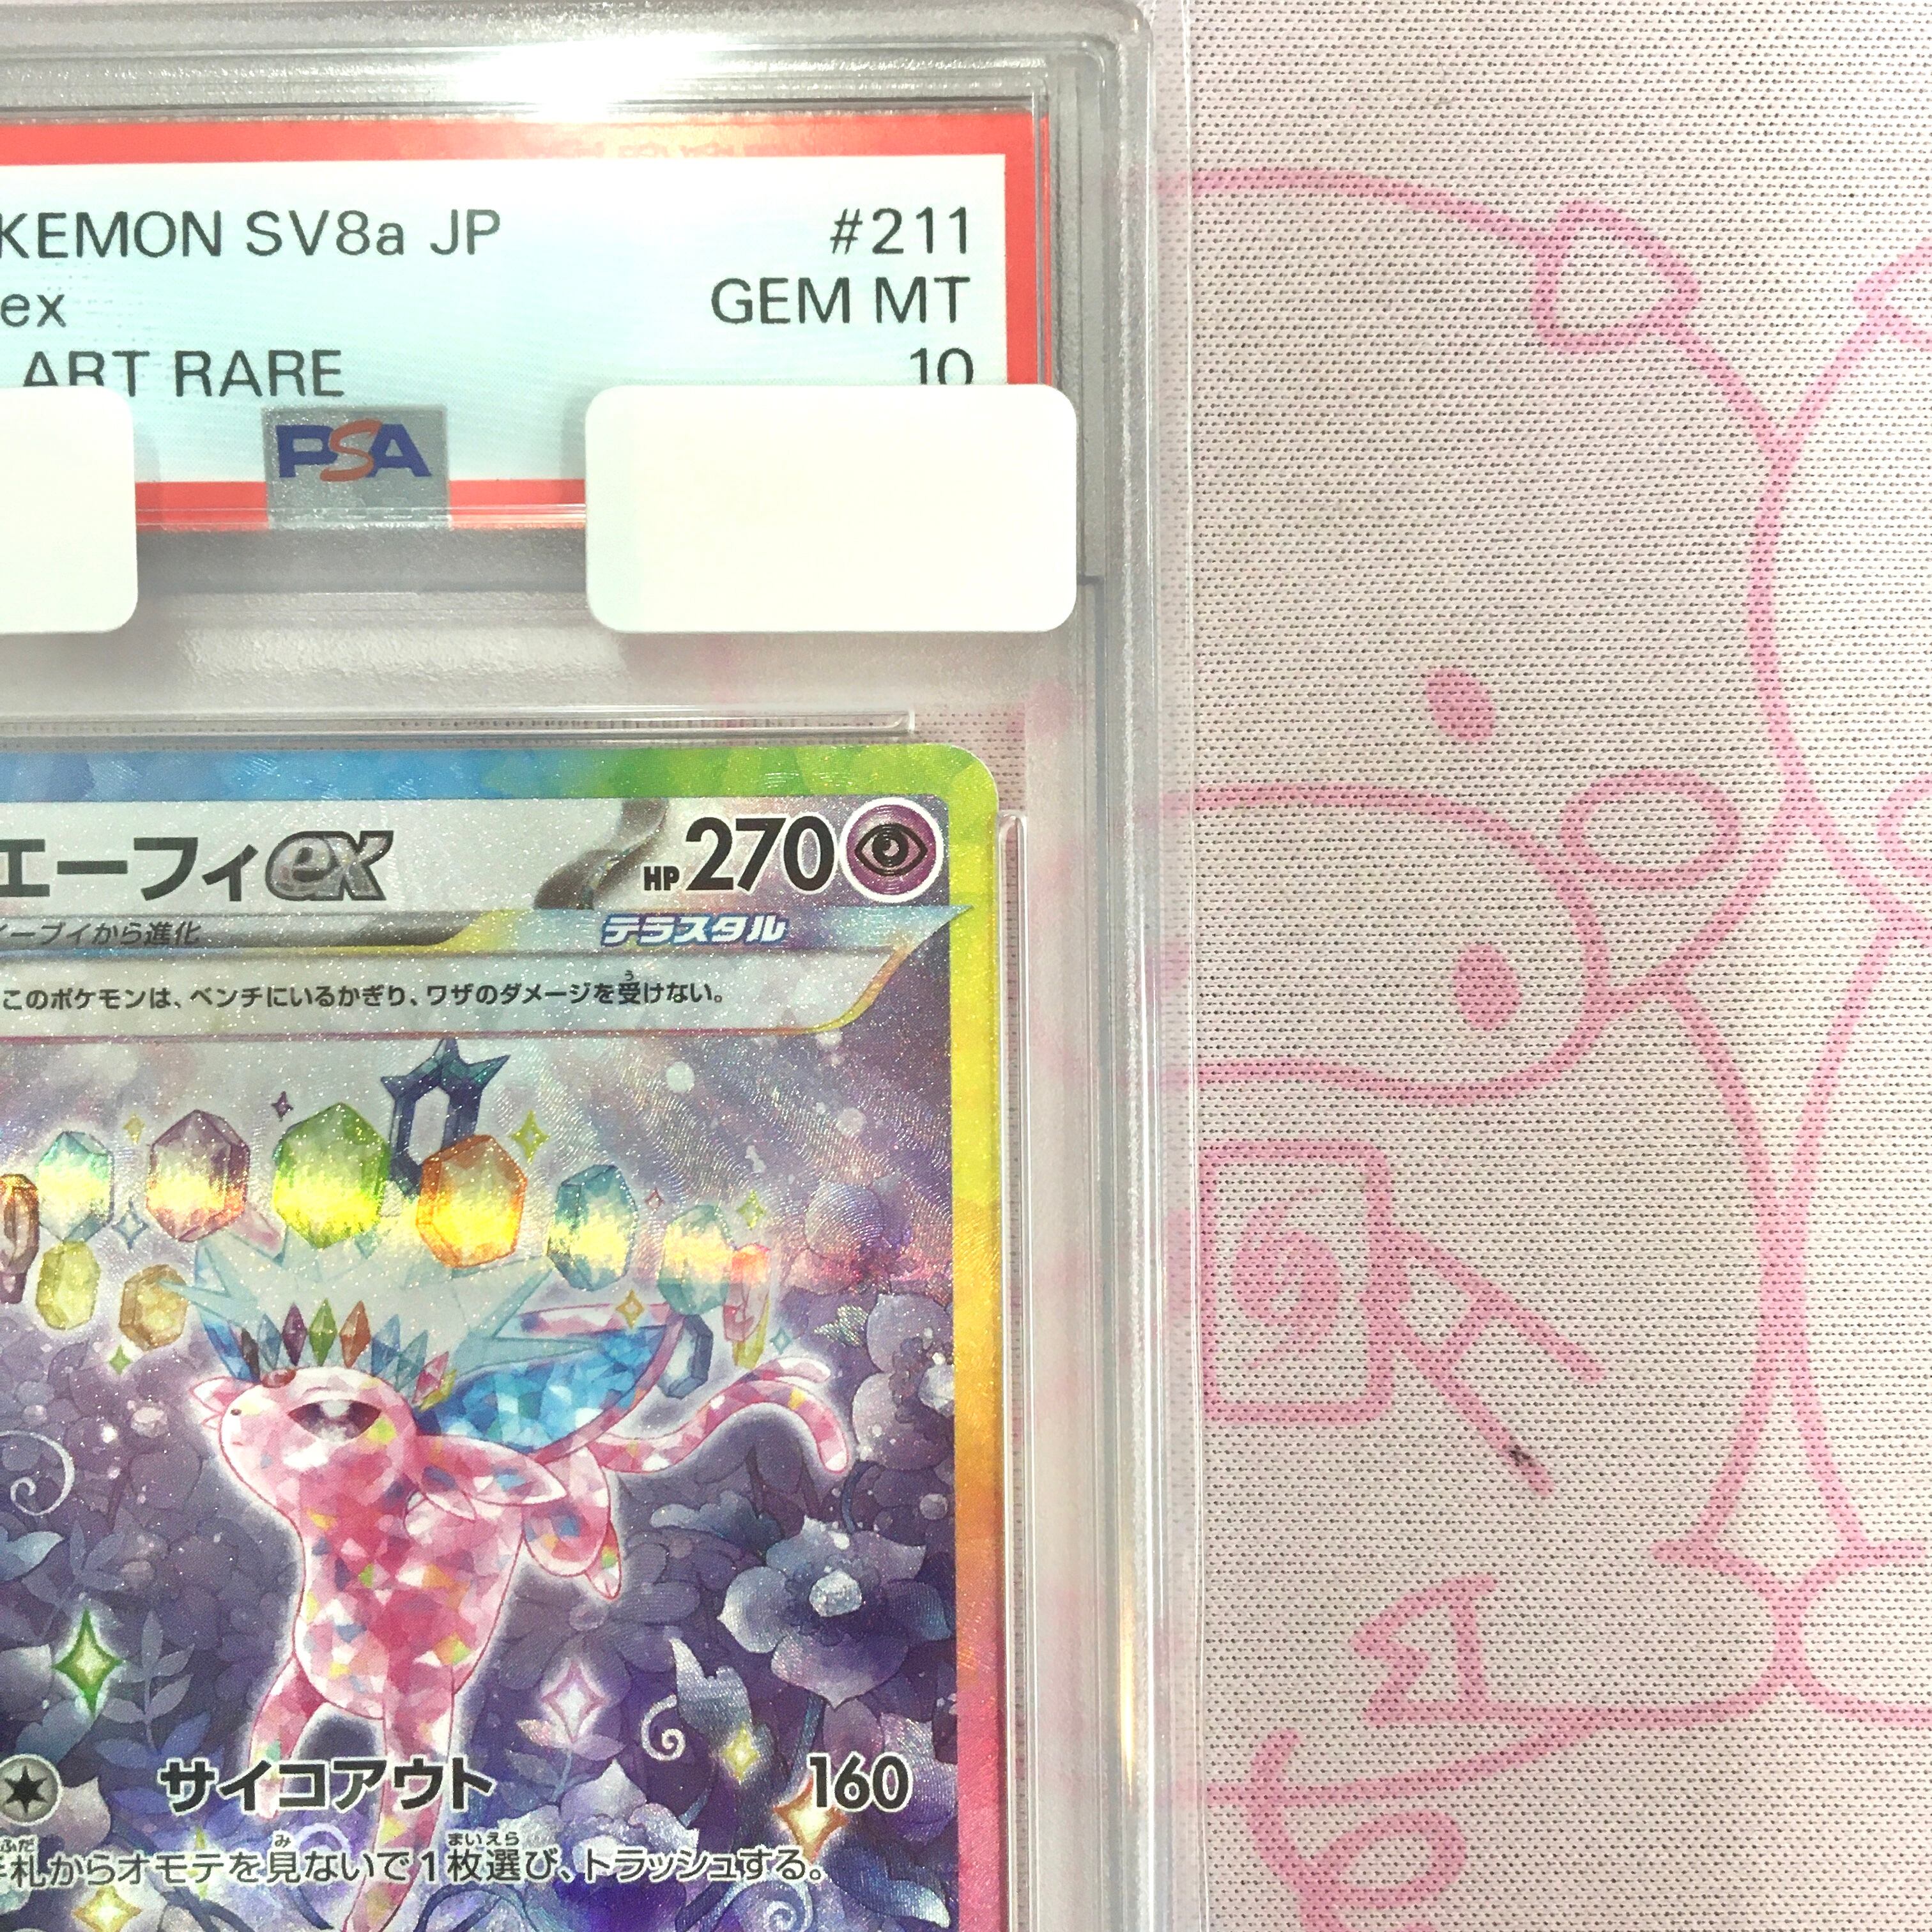 KEMON SV8a JP #211
ex GEM MT
ART RARE 10
PSA
エーフィex HP270
イーブイから進化 テラスタル
このポケモンは、ベンチにいるかぎり、ワザのダメージを受けない。
サイコアウト 160
手札からオモテを見ないで1枚選び、トラッシュする。